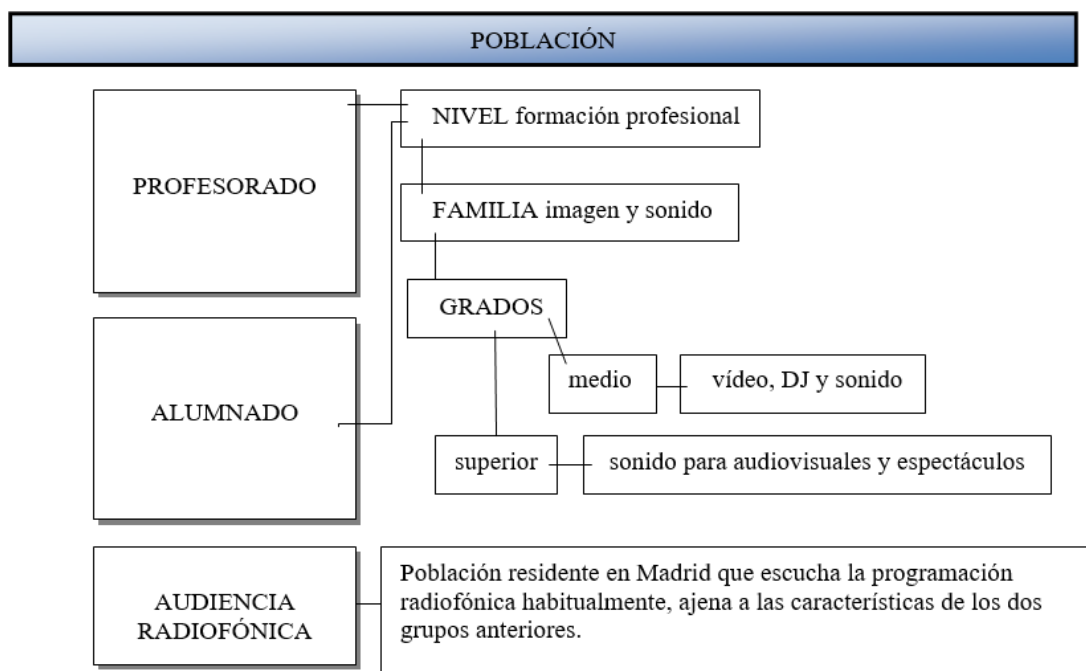 POBLACIÓN
PROFESORADO
NIVEL formación profesional
FAMILIA imagen y sonido
GRADOS
medio
vídeo, DJ y sonido
ALUMNADO
superior
sonido para audiovisuales y espectáculos
AUDIENCIA
RADIOFÓNICA
Población residente en Madrid que escucha la programación
radiofónica habitualmente, ajena a las características de los dos
grupos anteriores.